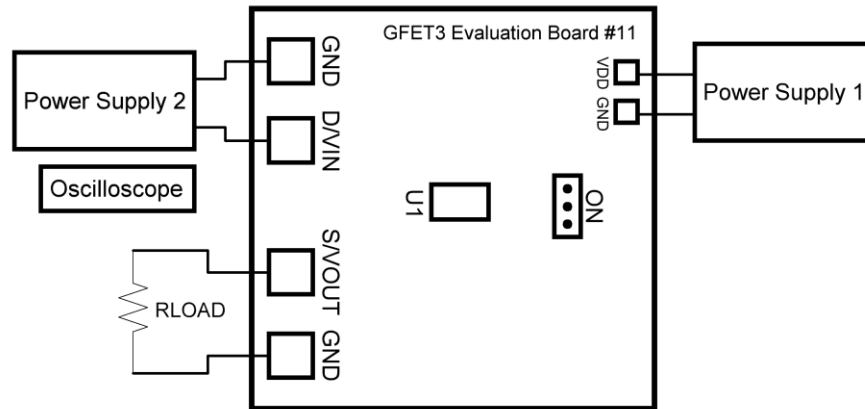 GFET3 Evaluation Board #11
GND
VDD
Power Supply 2
Power Supply 1
GND
D/VIN
Oscilloscope
U1
ON
S/VOUT
RLOAD
GND